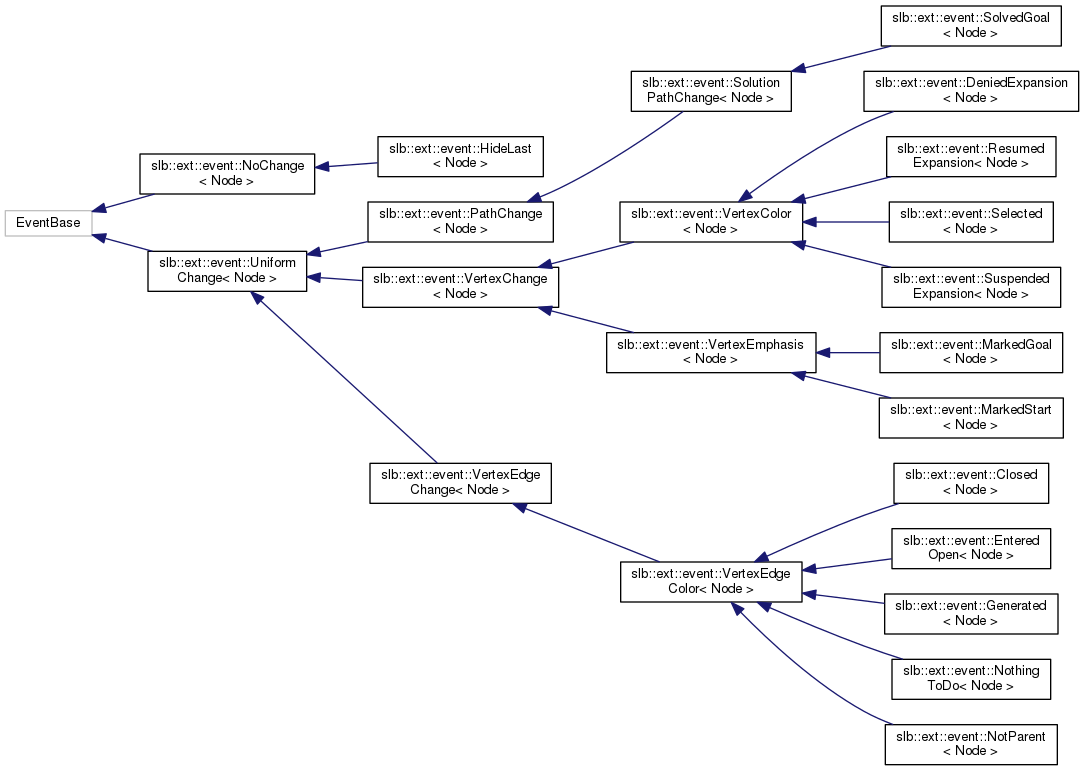 slb::ext::event::SolvedGoal
< Node >
slb::ext::event::Solution
PathChange< Node >
slb::ext::event::DeniedExpansion
< Node >
slb::ext::event::HideLast
< Node >
slb::ext::event::Resumed
Expansion< Node >
slb::ext::event::NoChange
< Node >
EventBase
slb::ext::event::PathChange
< Node >
slb::ext::event::VertexColor
< Node >
slb::ext::event::Selected
< Node >
slb::ext::event::Uniform
Change< Node >
slb::ext::event::VertexChange
< Node >
slb::ext::event::Suspended
Expansion< Node >
slb::ext::event::VertexEmphasis
< Node >
slb::ext::event::MarkedGoal
< Node >
slb::ext::event::MarkedStart
< Node >
slb::ext::event::VertexEdge
Change< Node >
slb::ext::event::Closed
< Node >
slb::ext::event::Entered
Open< Node >
slb::ext::event::VertexEdge
Color< Node >
slb::ext::event::Generated
< Node >
slb::ext::event::Nothing
ToDo< Node >
slb::ext::event::NotParent
< Node >